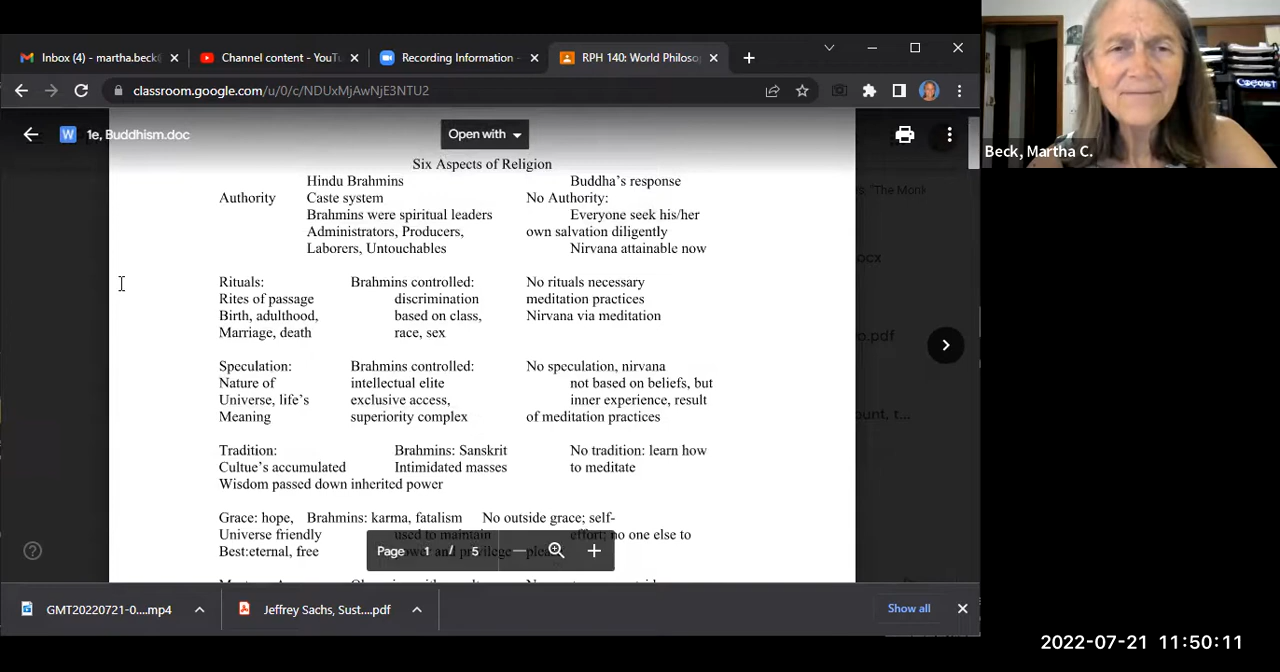 Inbox (4) - martha.beck@
Channel content - YouTu
Recording Information -
RPH 140: World Philoso
classroom.google.com/u/0/c/NDUxMjAwNjE3NTU2
W 1e, Buddhism.doc
Open with
Beck, Martha C.
Six Aspects of Religion
Hindu Brahmins Buddha's response
Authority Caste system No Authority:
Brahmins were spiritual leaders Everyone seek his/her
Administrators, Producers, own salvation diligently
Laborers, Untouchables Nirvana attainable now
Rituals: Brahmins controlled: No rituals necessary
Rites of passage discrimination meditation practices
Birth, adulthood, based on class, Nirvana via meditation
Marriage, death race, sex
Speculation: Brahmins controlled: No speculation, nirvana
Nature of intellectual elite not based on beliefs, but
Universe, life's exclusive access, inner experience, result
Meaning superiority complex of meditation practices
Tradition: Brahmins: Sanskrit No tradition: learn how
Cultue's accumulated Intimidated masses to meditate
Wisdom passed down inherited power
Grace: hope, Brahmins: karma, fatalism No outside grace; self-
Universe friendly used to maintain effort; no one else to
Best:eternal, free power and privilege
Page 1 / 5
GMT20220721-0....mp4
Jeffrey Sachs, Sust....pdf
Show all
2022-07-21 11:50:11